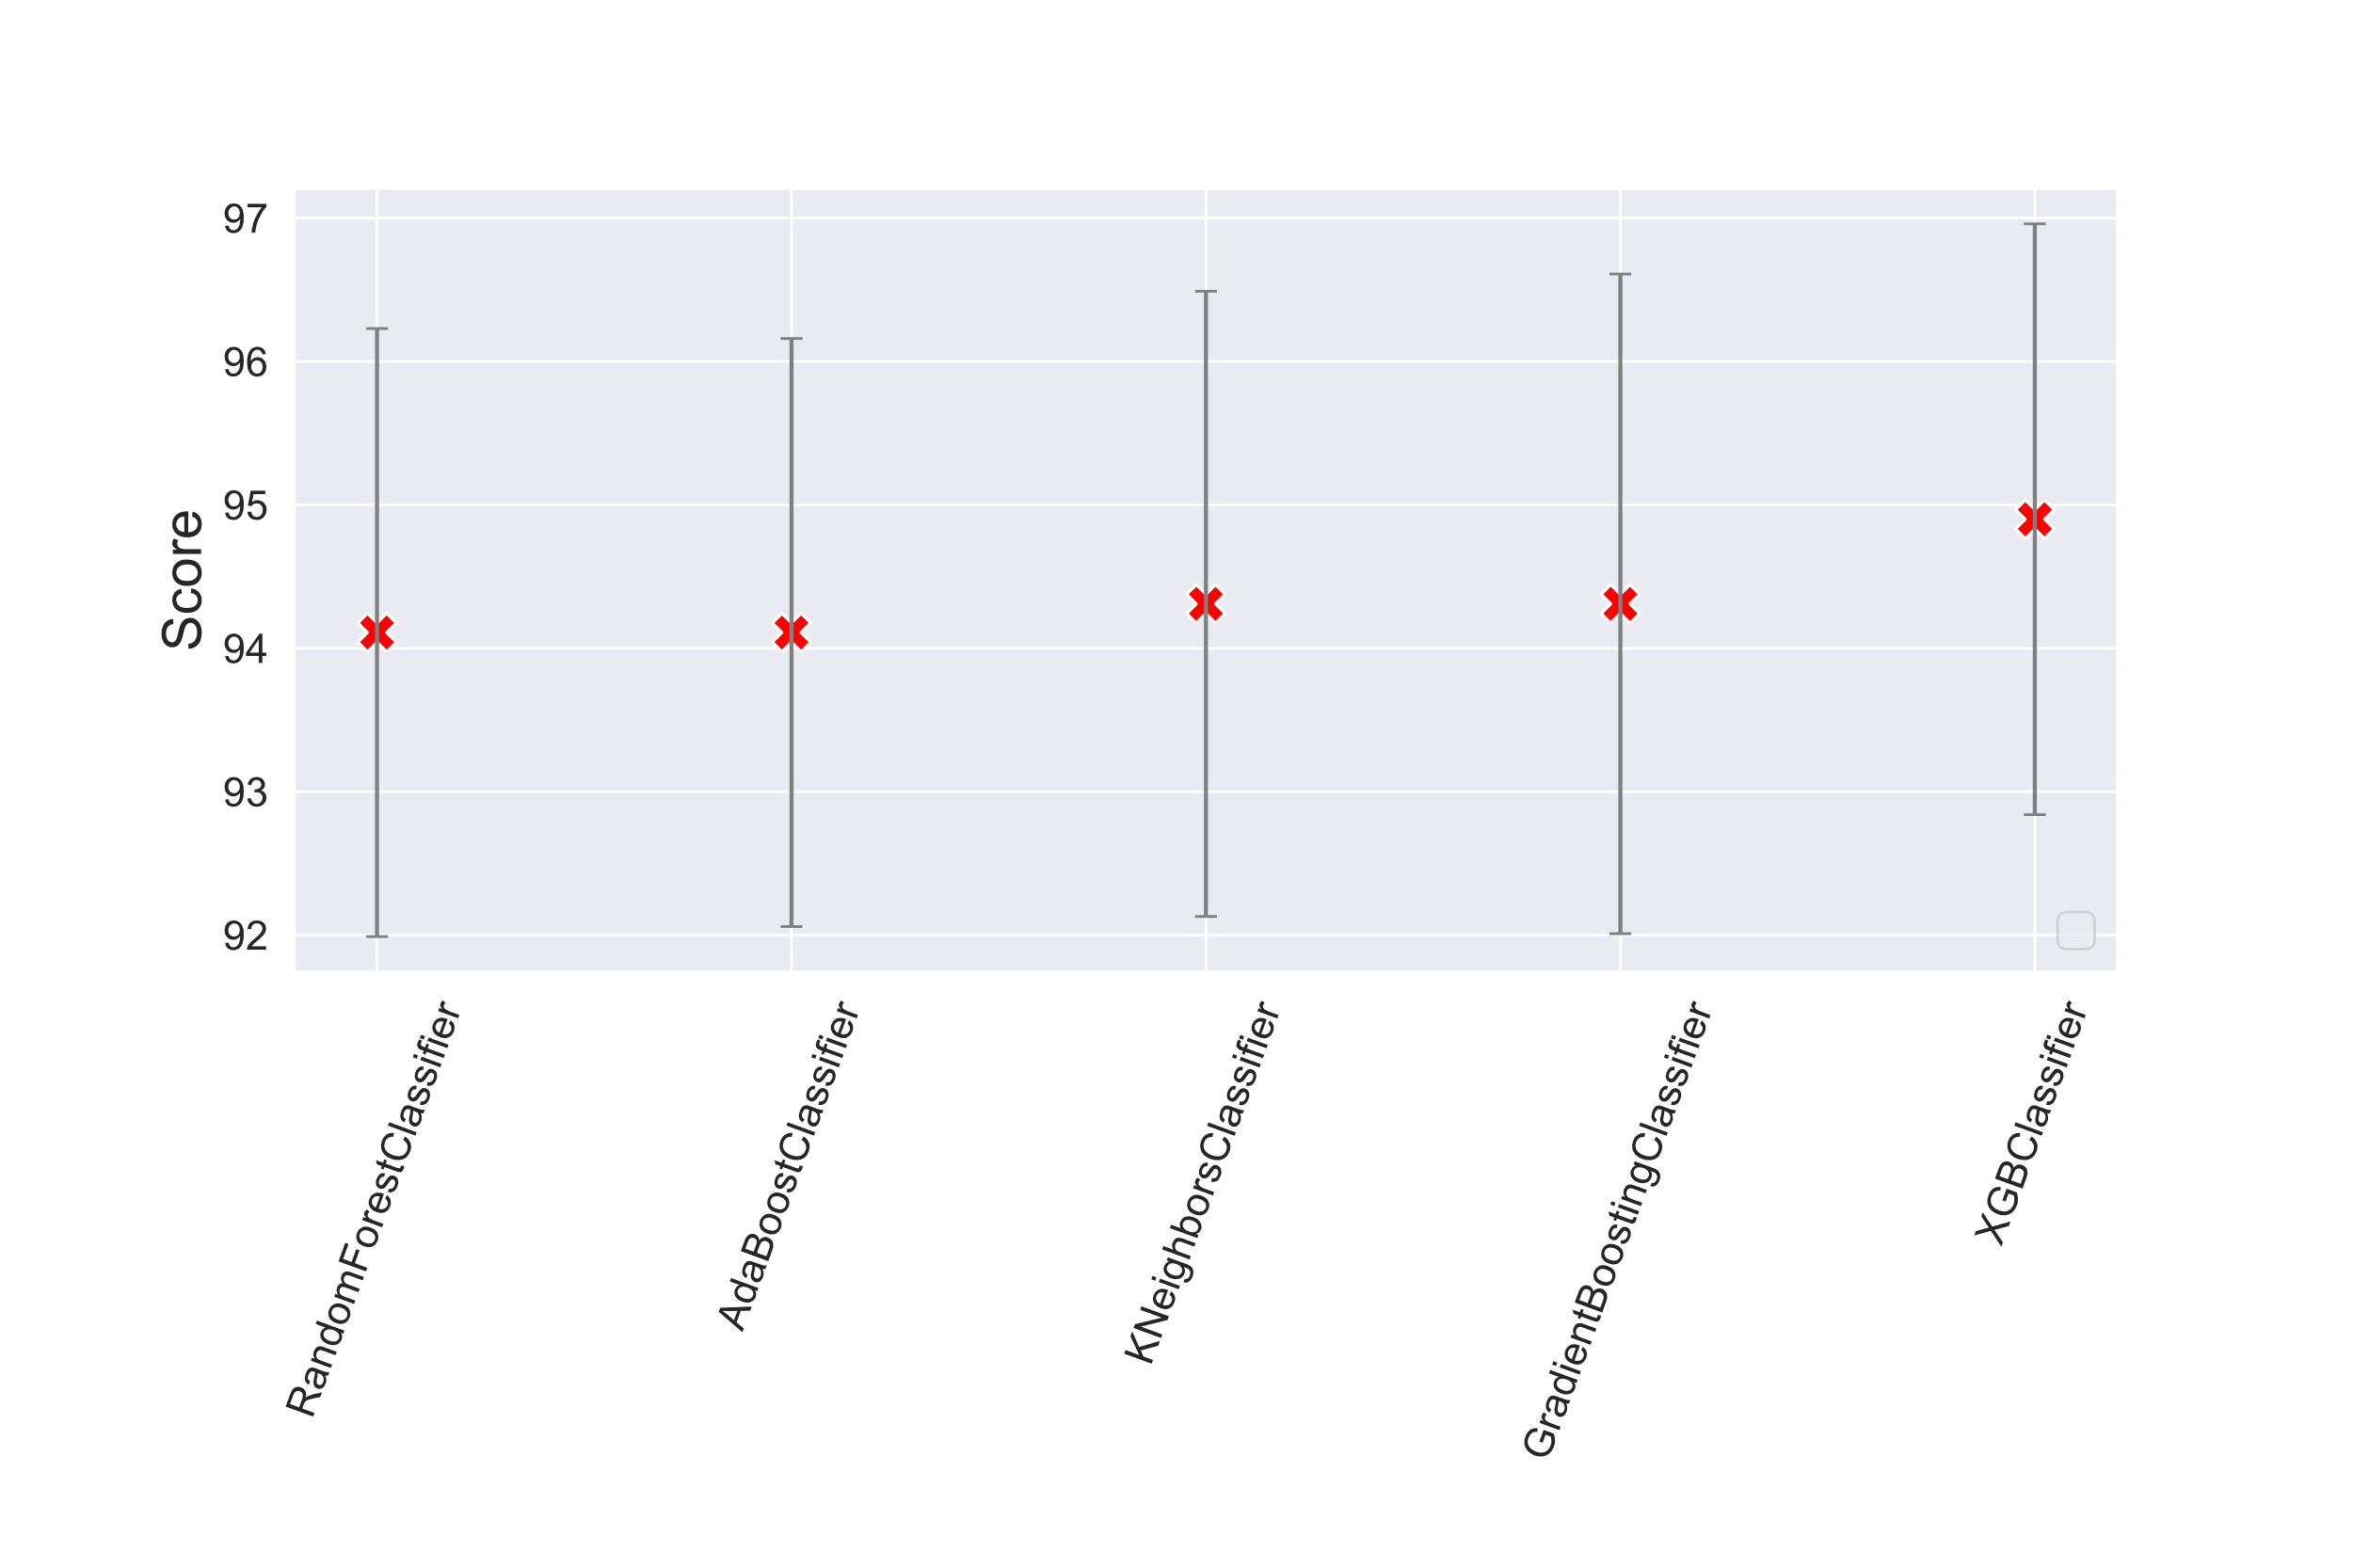 Score
97
96
95
94
93
92
RandomForestClassifier
AdaBoostClassifier
KNeighborsClassifier
GradientBoostingClassifier
XGBClassifier